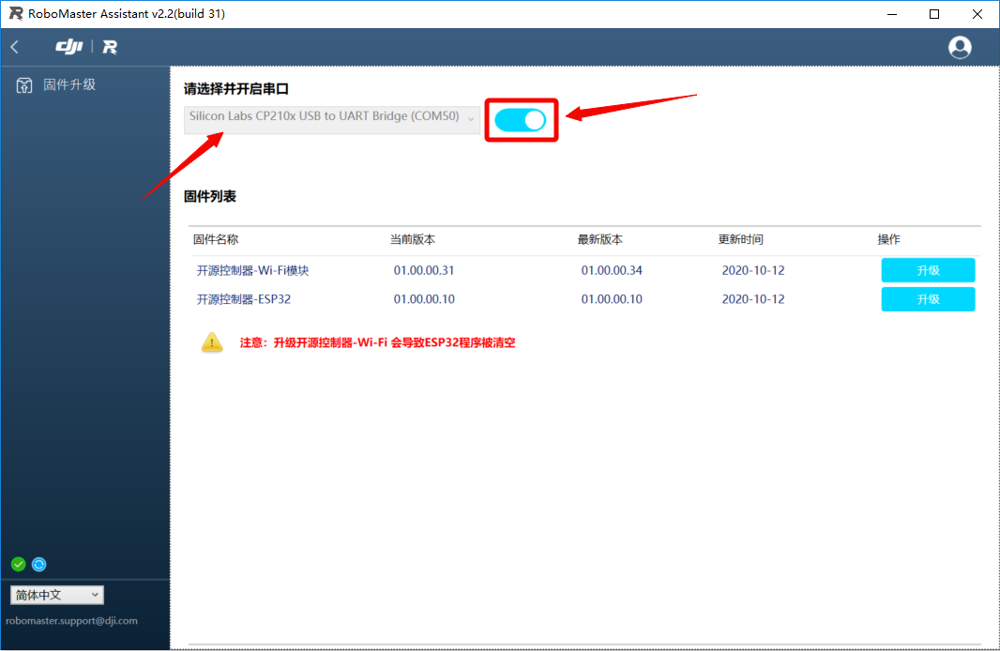 RoboMaster Assistant v2.2(build 31)
dji
固件升级
请选择并开启串口
Silicon Labs CP210x USB to UART Bridge (COM50)
固件列表
固件名称 当前版本 最新版本 更新时间 操作
开源控制器-Wi-Fi模块 01.00.00.31 01.00.00.34 2020-10-12 升级
开源控制器-ESP32 01.00.00.10 01.00.00.10 2020-10-12 升级
注意：升级开源控制器-Wi-Fi 会导致ESP32程序被清空
简体中文
robomaster.support@dji.com